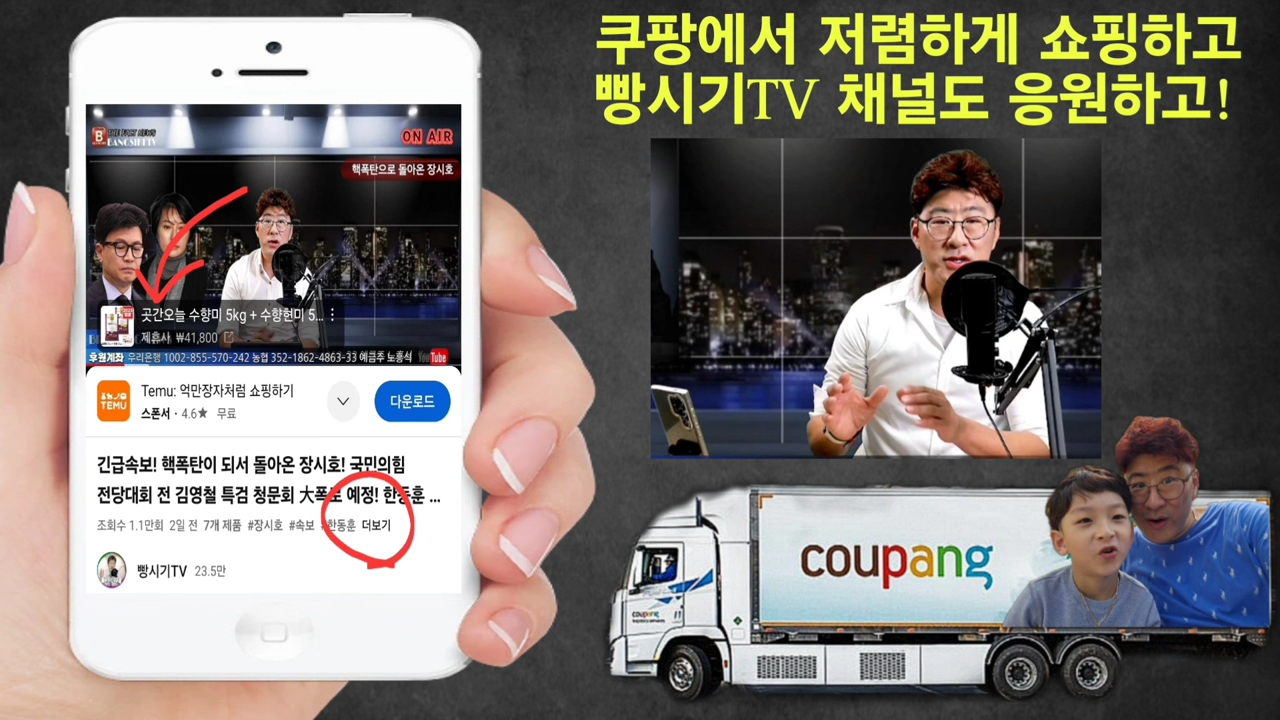 쿠팡에서 저렴하게 쇼핑하고
빵시기TV 채널도 응원하고!
THE FACT NEWS
BANGSIKI TV
ON AIR
핵폭탄으로 돌아온 장시호
곳간오늘 수향미 5kg + 수향현미 5...
제휴사 ₩41,800
후원계좌 우리은행 1002-855-570-242 농협 352-1862-4863-33 예금주 노흥석
YouTube
TEMU
Temu: 억만장자처럼 쇼핑하기
스폰서 · 4.6★ 무료
다운로드
긴급속보! 핵폭탄이 되서 돌아온 장시호! 국민의힘
전당대회 전 김영철 특검 청문회 大폭로 예정! 한동훈 ...
조회수 1.1만회 2일 전 7개 제품 #장시호 #속보 #한동훈 더보기
빵시기TV 23.5만
coupang
coupang